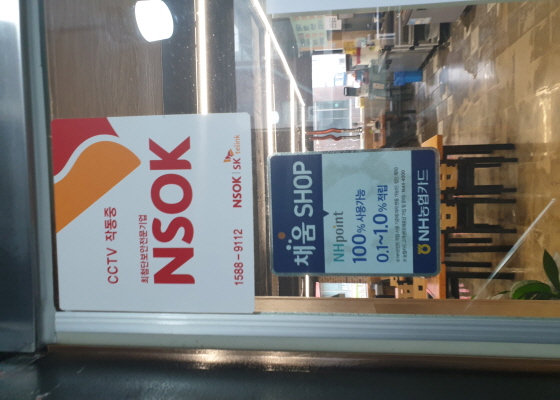 CCTV 작동중
최첨단보안전문기업
NSOK
1588-9112
NSOK SK telink
채움 SHOP
NHpoint
100% 사용가능
0.1~1.0% 적립
NH농협카드